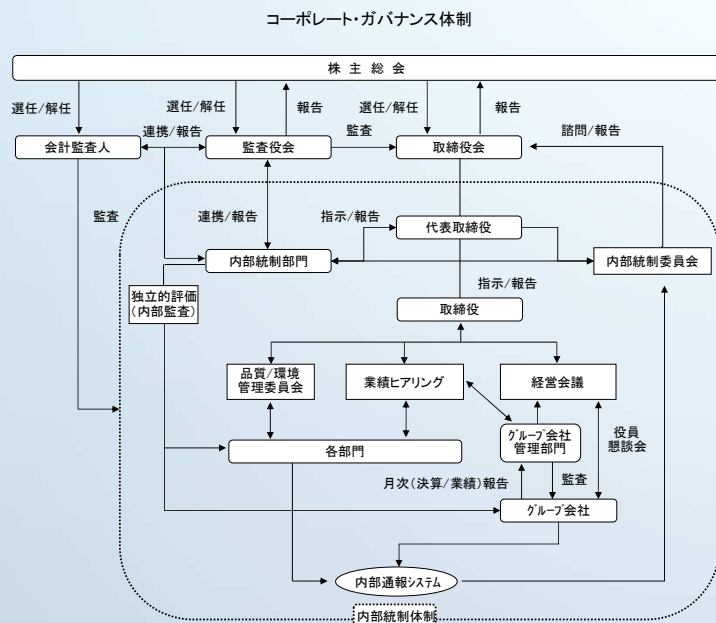 コーポレート・ガバナンス体制
株 主 総 会
選任/解任
選任/解任
報告
選任/解任
報告
連携/報告
監査
諮問/報告
会計監査人
監査役会
取締役会
監査
連携/報告
指示/報告
代表取締役
内部統制部門
内部統制委員会
独立的評価
(内部監査)
指示/報告
取締役
品質/環境
管理委員会
業績ヒアリング
経営会議
各部門
グループ会社
管理部門
役員
懇談会
月次(決算/業績)報告
監査
グループ会社
内部通報システム
内部統制体制